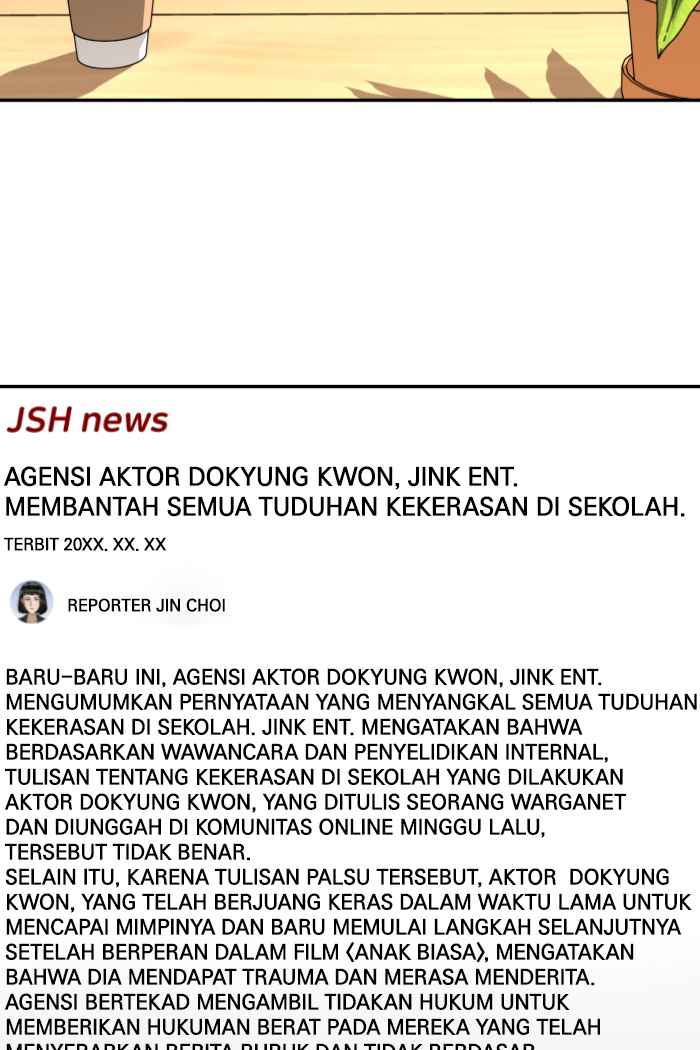 JSH news
AGENSI AKTOR DOKYUNG KWON, JINK ENT.
MEMBANTAH SEMUA TUDUHAN KEKERASAN DI SEKOLAH.
TERBIT 20XX. XX. XX
REPORTER JIN CHOI
BARU-BARU INI, AGENSI AKTOR DOKYUNG KWON, JINK ENT.
MENGUMUMKAN PERNYATAAN YANG MENYANGKAL SEMUA TUDUHAN
KEKERASAN DI SEKOLAH. JINK ENT. MENGATAKAN BAHWA
BERDASARKAN WAWANCARA DAN PENYELIDIKAN INTERNAL,
TULISAN TENTANG KEKERASAN DI SEKOLAH YANG DILAKUKAN
AKTOR DOKYUNG KWON, YANG DITULIS SEORANG WARGANET
DAN DIUNGGAH DI KOMUNITAS ONLINE MINGGU LALU,
TERSEBUT TIDAK BENAR.
SELAIN ITU, KARENA TULISAN PALSU TERSEBUT, AKTOR DOKYUNG
KWON, YANG TELAH BERJUANG KERAS DALAM WAKTU LAMA UNTUK
MENCAPAI MIMPINYA DAN BARU MEMULAI LANGKAH SELANJUTNYA
SETELAH BERPERAN DALAM FILM 〈ANAK BIASA〉, MENGATAKAN
BAHWA DIA MENDAPAT TRAUMA DAN MERASA MENDERITA.
AGENSI BERTEKAD MENGAMBIL TIDAKAN HUKUM UNTUK
MEMBERIKAN HUKUMAN BERAT PADA MEREKA YANG TELAH
MENYEBARKAN BERITA BURUK DAN TIDAK BERDASAR